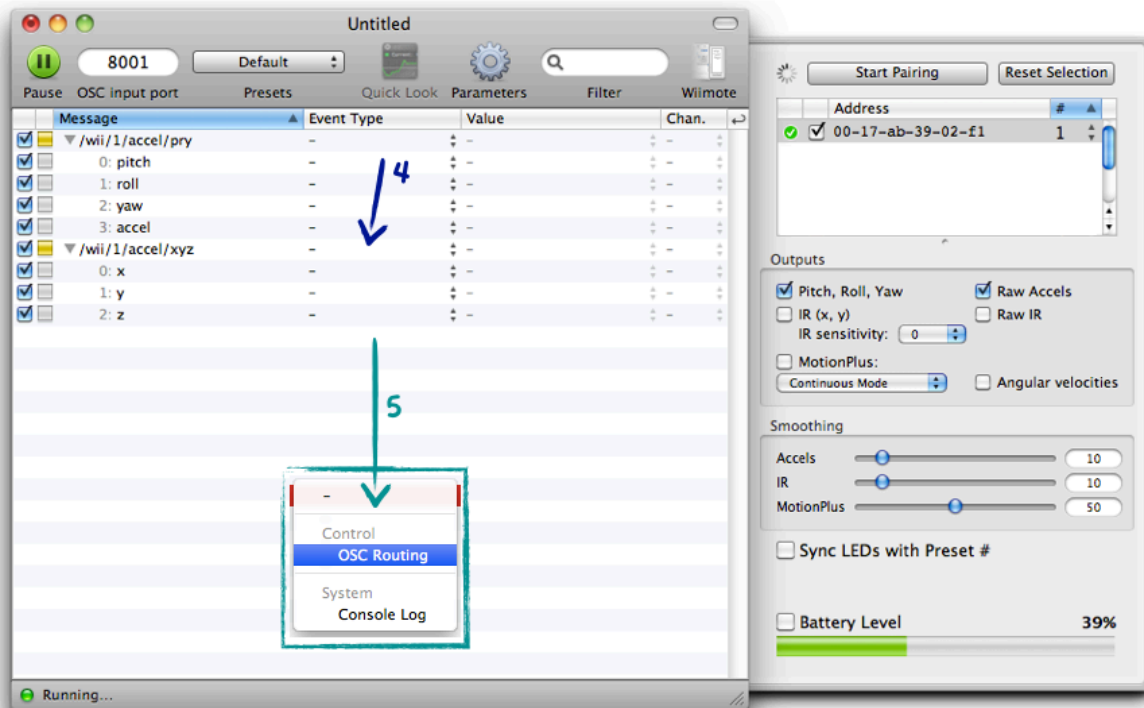 Untitled
8001
Default
Pause
OSC input port
Presets
Quick Look
Parameters
Filter
Wiimote
Message Event Type Value Chan.
/wii/1/accel/pry - - -
0: pitch - - -
1: roll - - -
2: yaw - - -
3: accel - - -
/wii/1/accel/xyz - - -
0: x - - -
1: y - - -
2: z - - -
4
5
-
Control
OSC Routing
System
Console Log
Running...
Start Pairing
Reset Selection
Address #
00-17-ab-39-02-f1 1
Outputs
Pitch, Roll, Yaw
Raw Accels
IR (x, y)
Raw IR
IR sensitivity: 0
MotionPlus:
Continuous Mode
Angular velocities
Smoothing
Accels 10
IR 10
MotionPlus 50
Sync LEDs with Preset #
Battery Level 39%